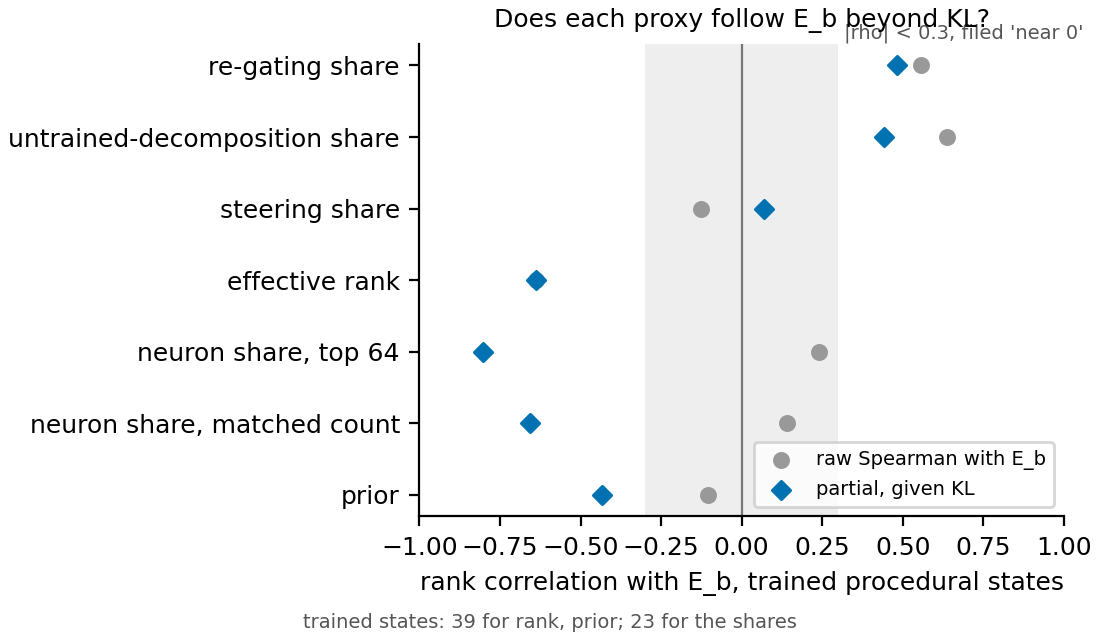 Does each proxy follow E_b beyond KL?
|rho| < 0.3, filed 'near 0'
re-gating share
untrained-decomposition share
steering share
effective rank
neuron share, top 64
neuron share, matched count
prior
raw Spearman with E_b
partial, given KL
−1.00 −0.75 −0.50 −0.25 0.00 0.25 0.50 0.75 1.00
rank correlation with E_b, trained procedural states
trained states: 39 for rank, prior; 23 for the shares